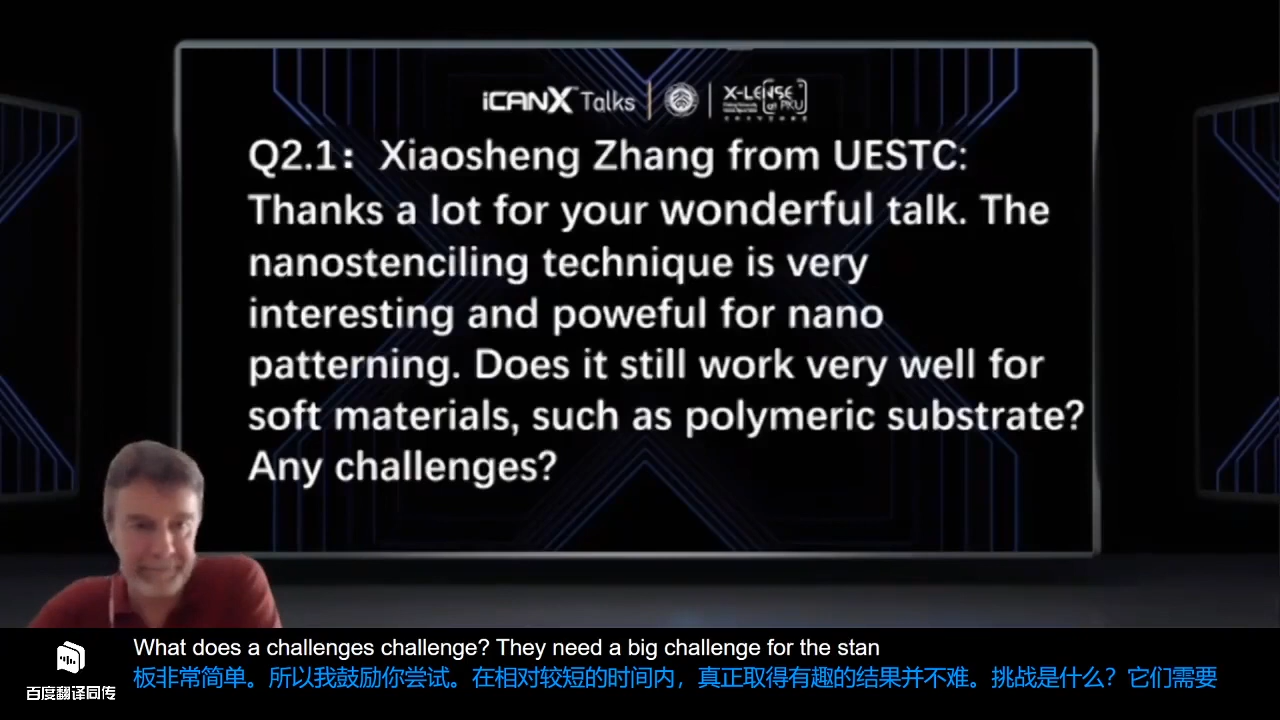 iCANX Talks X-LENSE at PKU
Q2.1: Xiaosheng Zhang from UESTC:
Thanks a lot for your wonderful talk. The
nanostenciling technique is very
interesting and poweful for nano
patterning. Does it still work very well for
soft materials, such as polymeric substrate?
Any challenges?
What does a challenges challenge? They need a big challenge for the stan
板非常简单。所以我鼓励你尝试。在相对较短的时间内，真正取得有趣的结果并不难。挑战是什么？它们需要
百度翻译同传